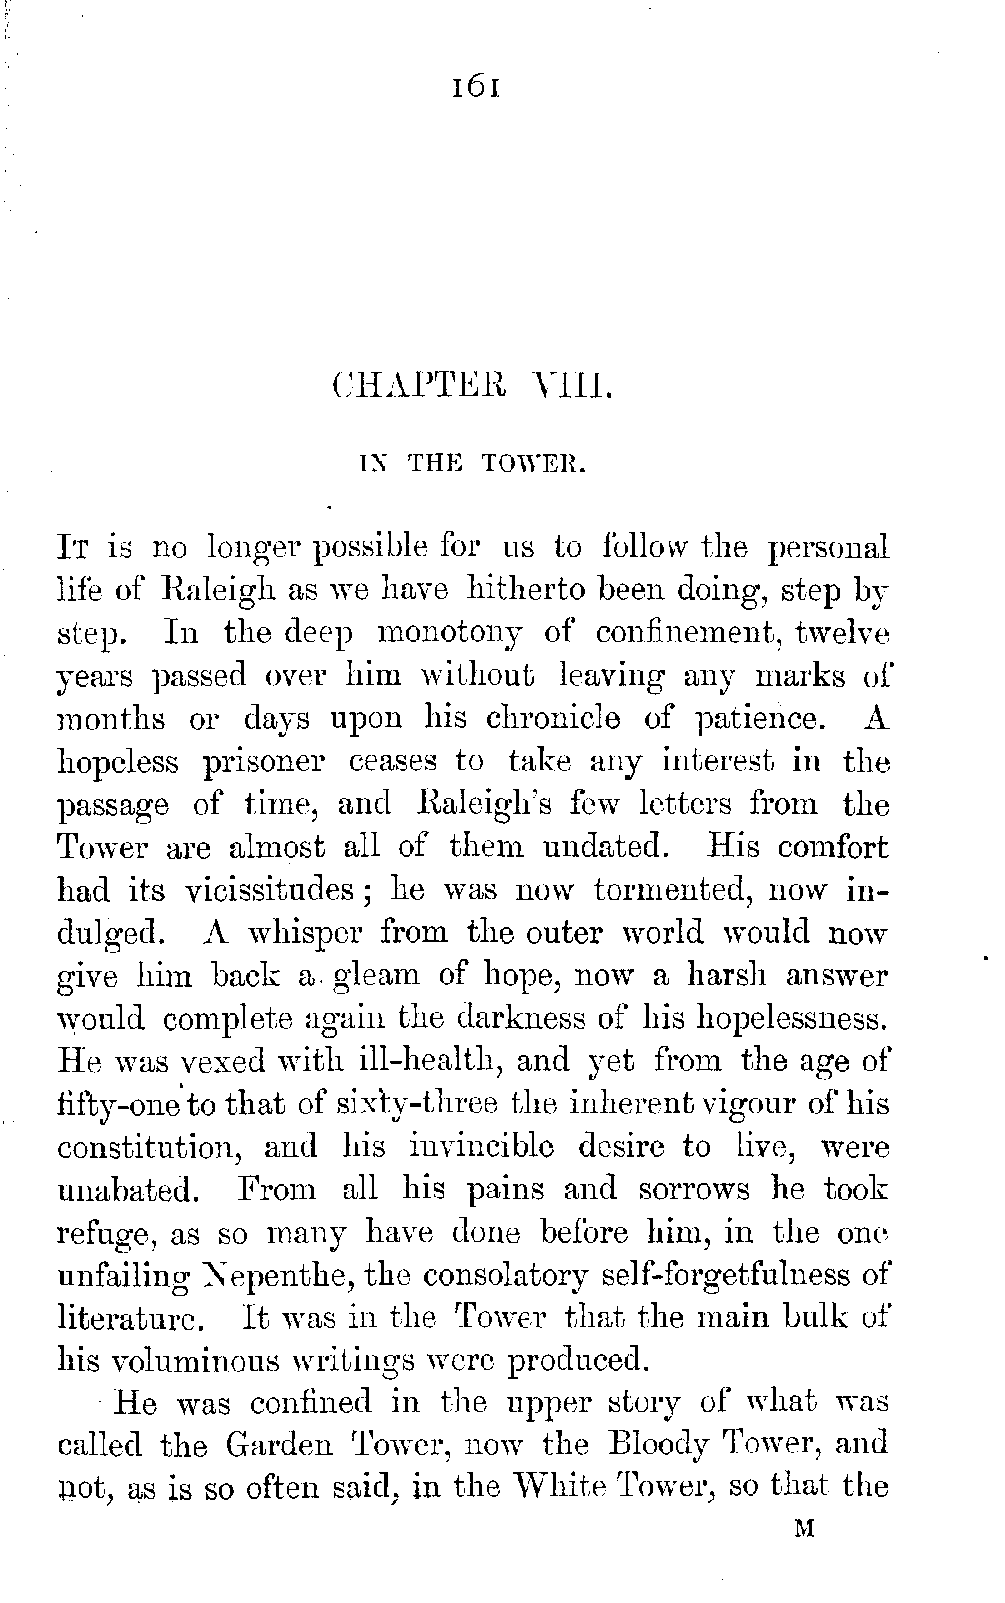 161
CHAPTER VIII.
IN THE TOWER.
IT is no longer possible for us to follow the personal
life of Raleigh as we have hitherto been doing, step by
step. In the deep monotony of confinement, twelve
years passed over him without leaving any marks of
months or days upon his chronicle of patience. A
hopeless prisoner ceases to take any interest in the
passage of time, and Raleigh's few letters from the
Tower are almost all of them undated. His comfort
had its vicissitudes; he was now tormented, now in-
dulged. A whisper from the outer world would now
give him back a gleam of hope, now a harsh answer
would complete again the darkness of his hopelessness.
He was vexed with ill-health, and yet from the age of
fifty-one to that of sixty-three the inherent vigour of his
constitution, and his invincible desire to live, were
unabated. From all his pains and sorrows he took
refuge, as so many have done before him, in the one
unfailing Nepenthe, the consolatory self-forgetfulness of
literature. It was in the Tower that the main bulk of
his voluminous writings were produced.
He was confined in the upper story of what was
called the Garden Tower, now the Bloody Tower, and
not, as is so often said, in the White Tower, so that the
M